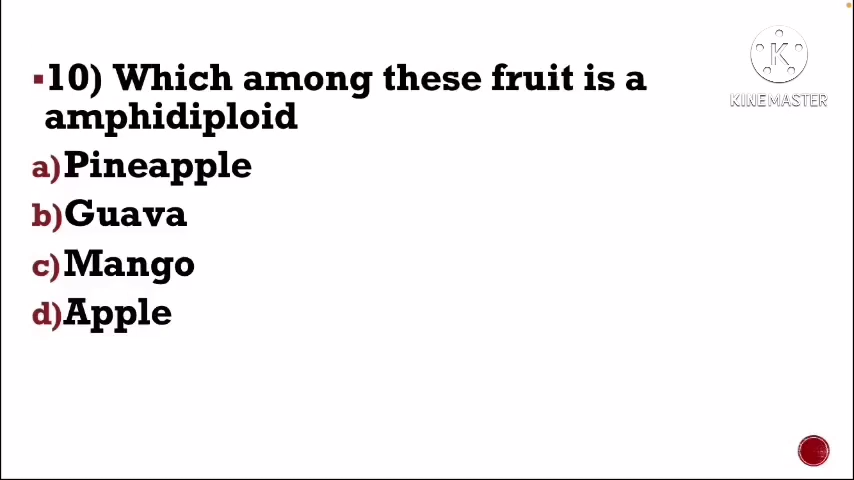 10) Which among these fruit is a
amphidiploid
a)Pineapple
b)Guava
c)Mango
d)Apple
K
KINEMASTER